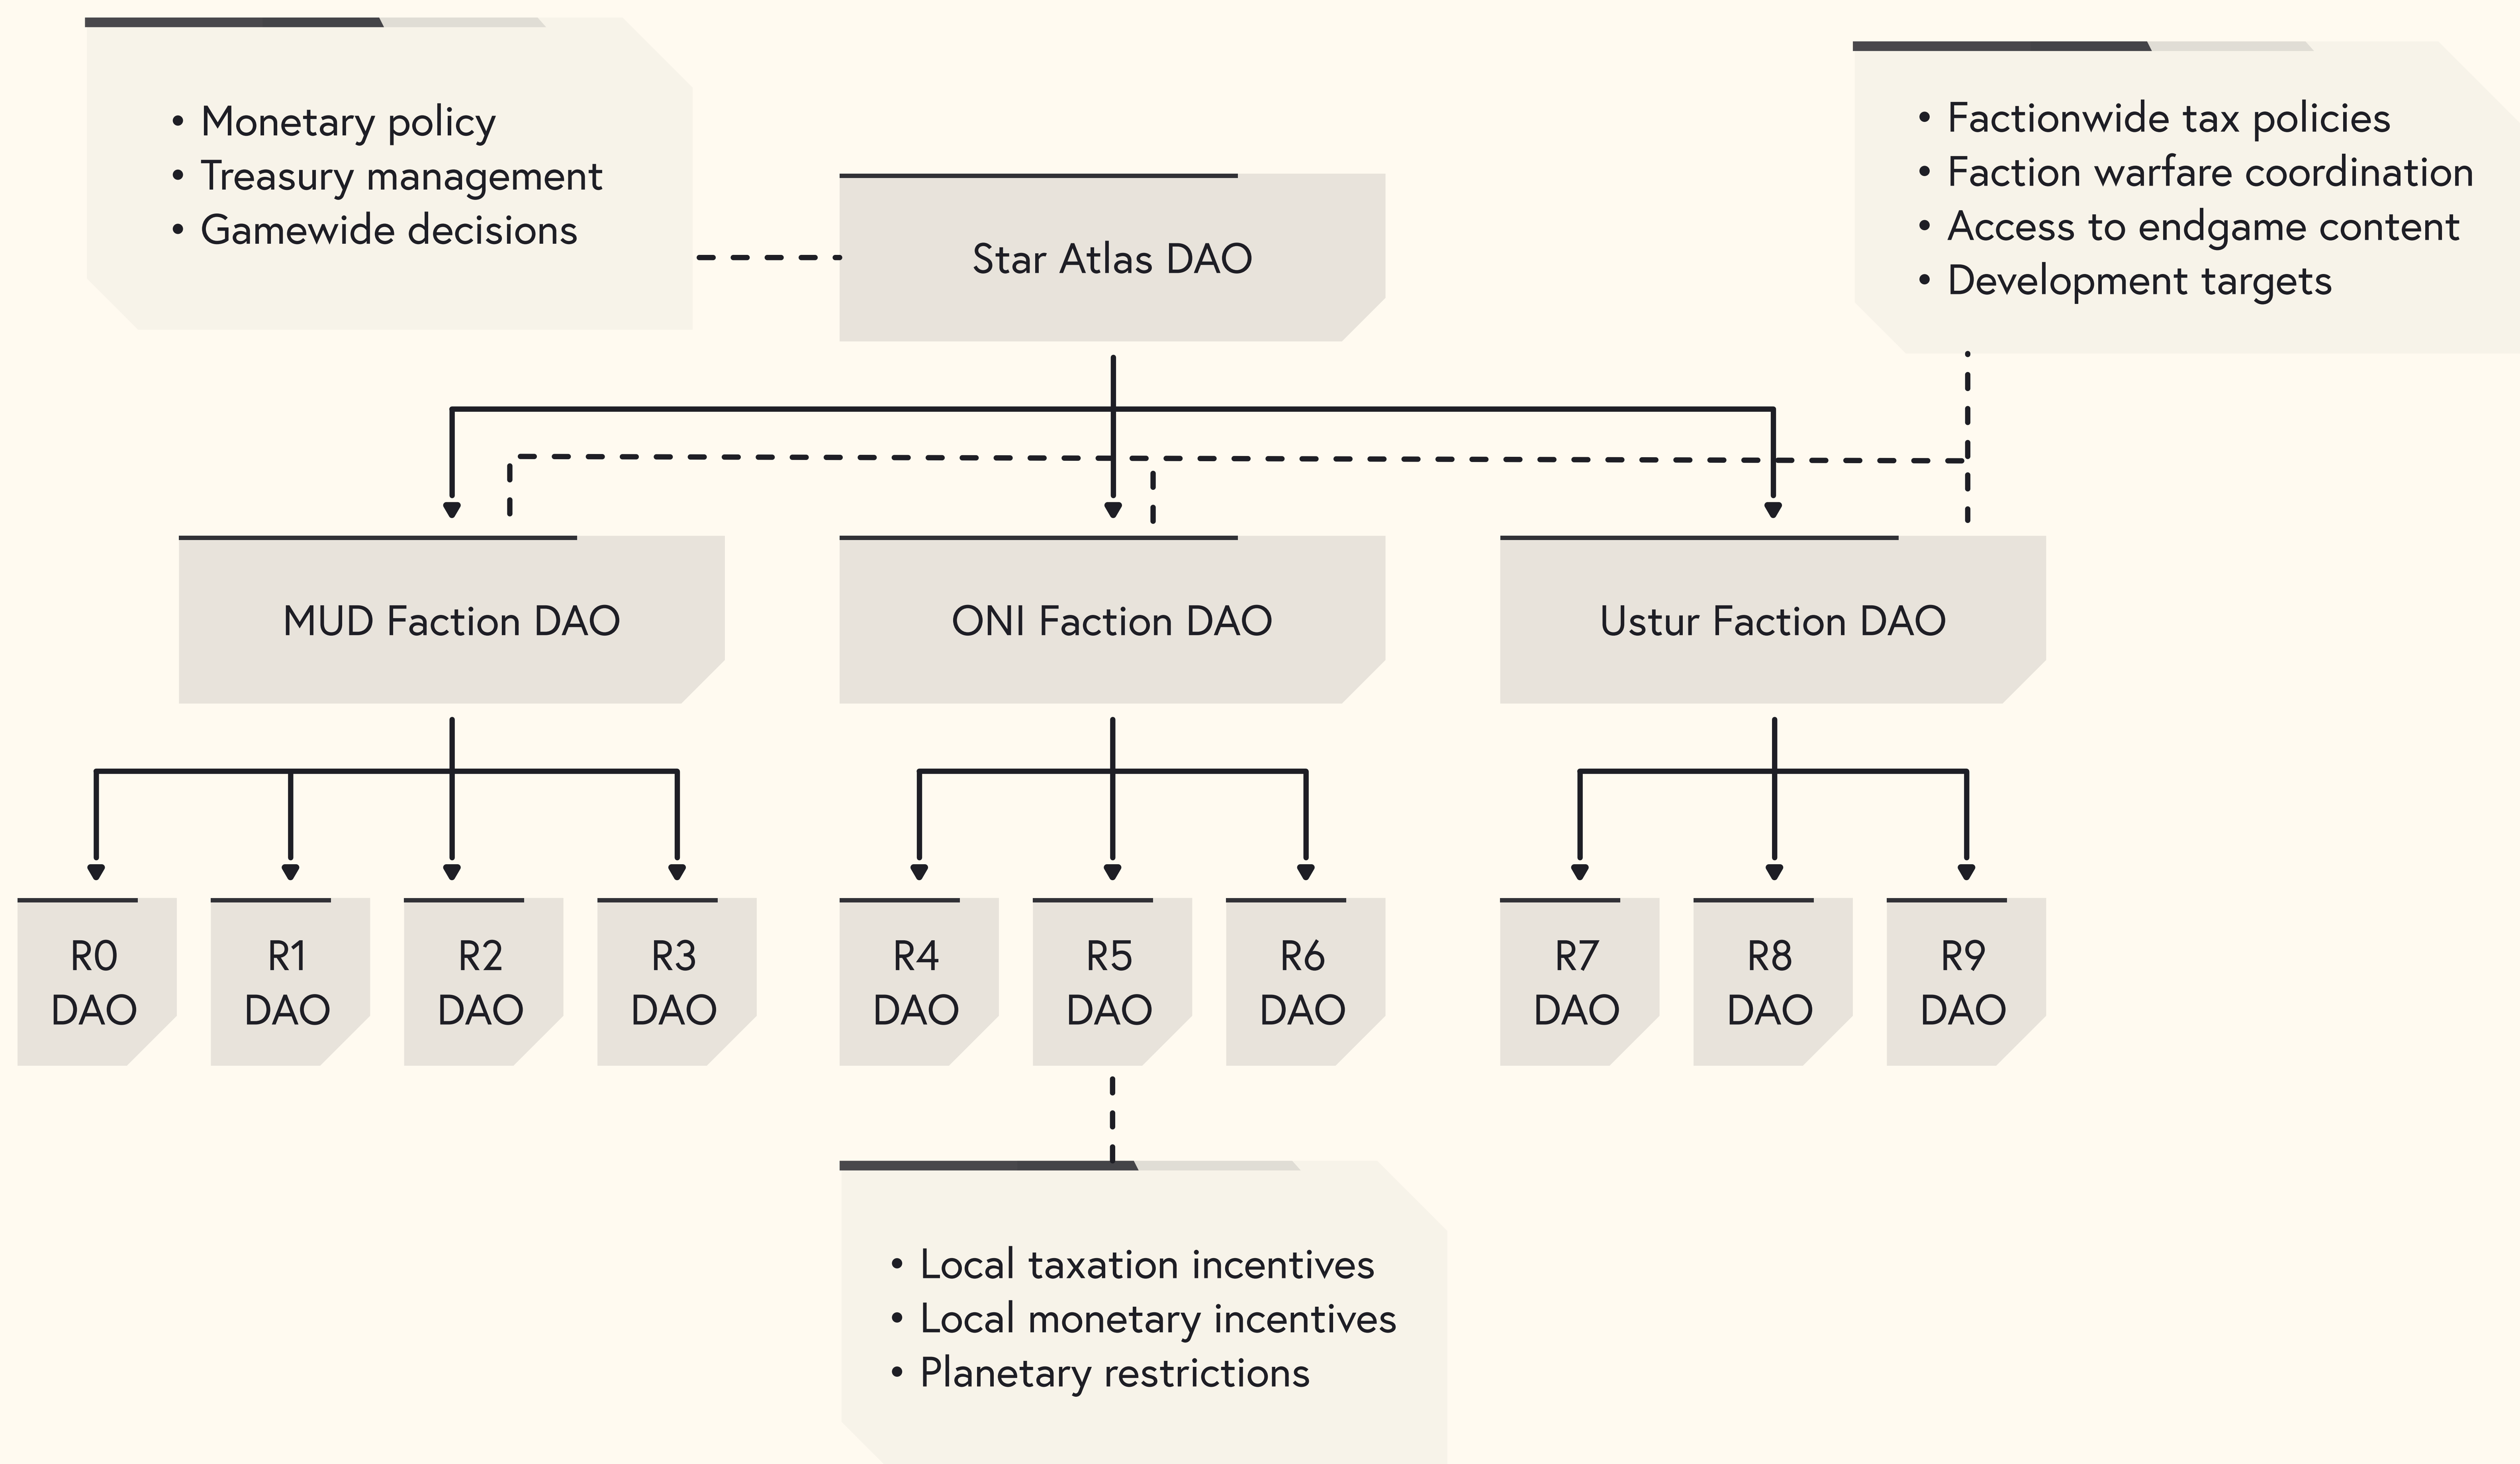 • Monetary policy
• Treasury management
• Gamewide decisions
Star Atlas DAO
• Factionwide tax policies
• Faction warfare coordination
• Access to endgame content
• Development targets
MUD Faction DAO
ONI Faction DAO
Ustur Faction DAO
R0
DAO
R1
DAO
R2
DAO
R3
DAO
R4
DAO
R5
DAO
R6
DAO
R7
DAO
R8
DAO
R9
DAO
• Local taxation incentives
• Local monetary incentives
• Planetary restrictions